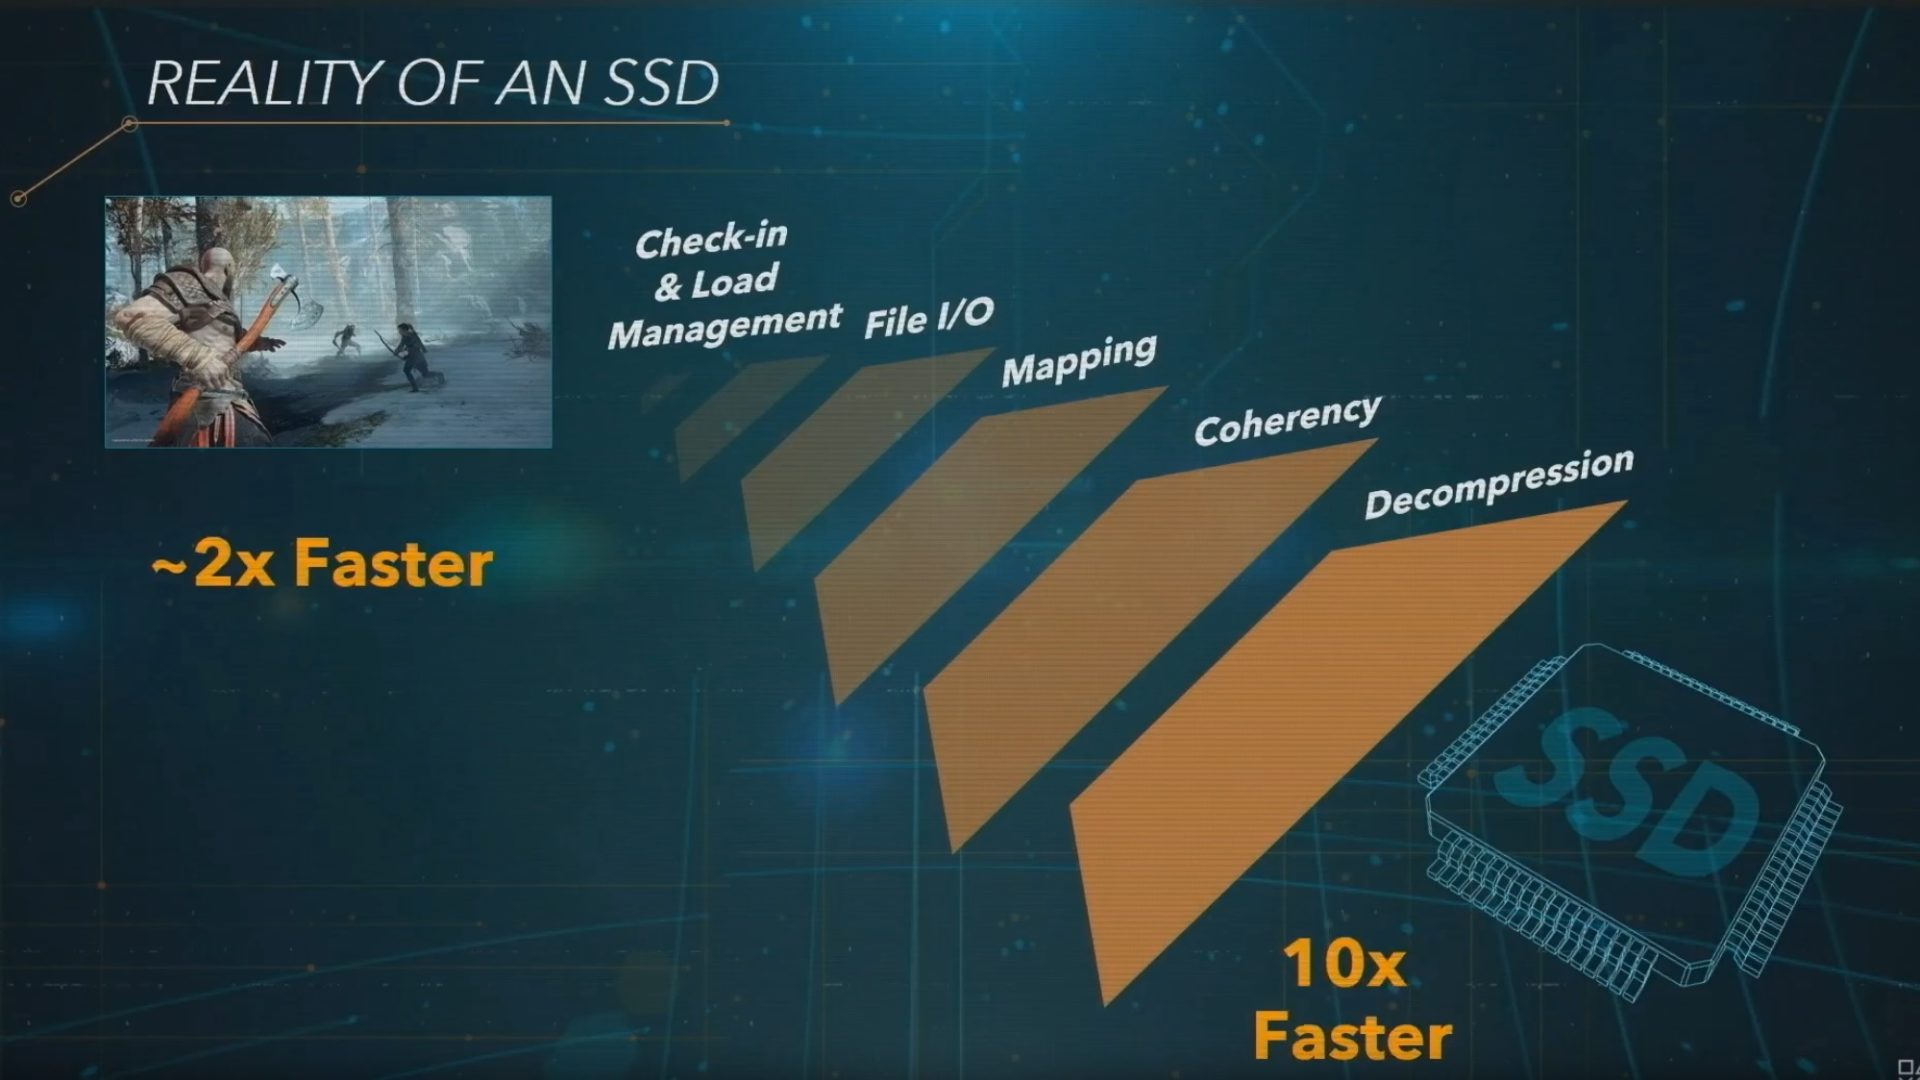 REALITY OF AN SSD
Check-in
& Load
Management
File I/O
Mapping
Coherency
Decompression
~2x Faster
SSD
10x
Faster